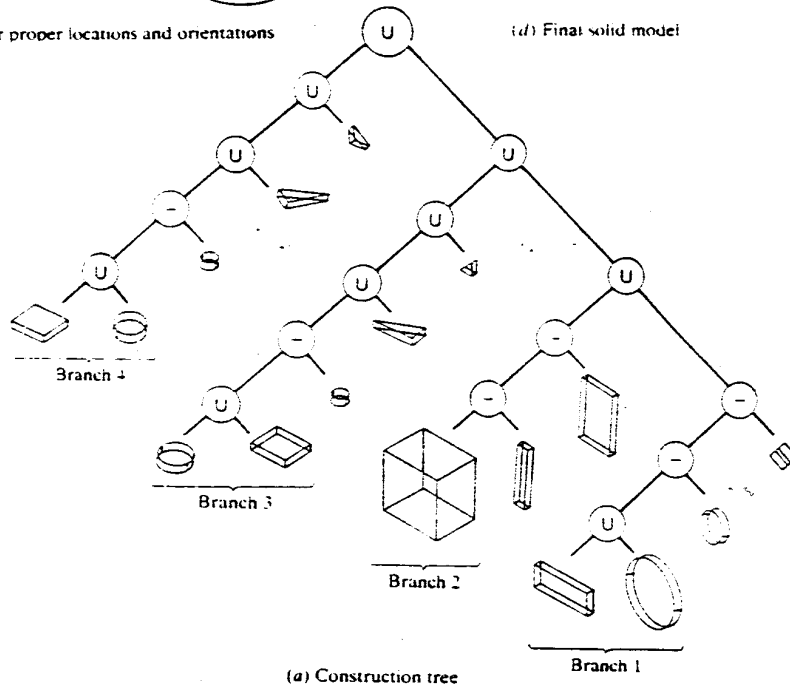 r proper locations and orientations
(d) Final solid model
U
U
U
U
–
U
U
U
U
–
–
U
–
–
–
U
Branch 4
Branch 3
Branch 2
Branch 1
(a) Construction tree